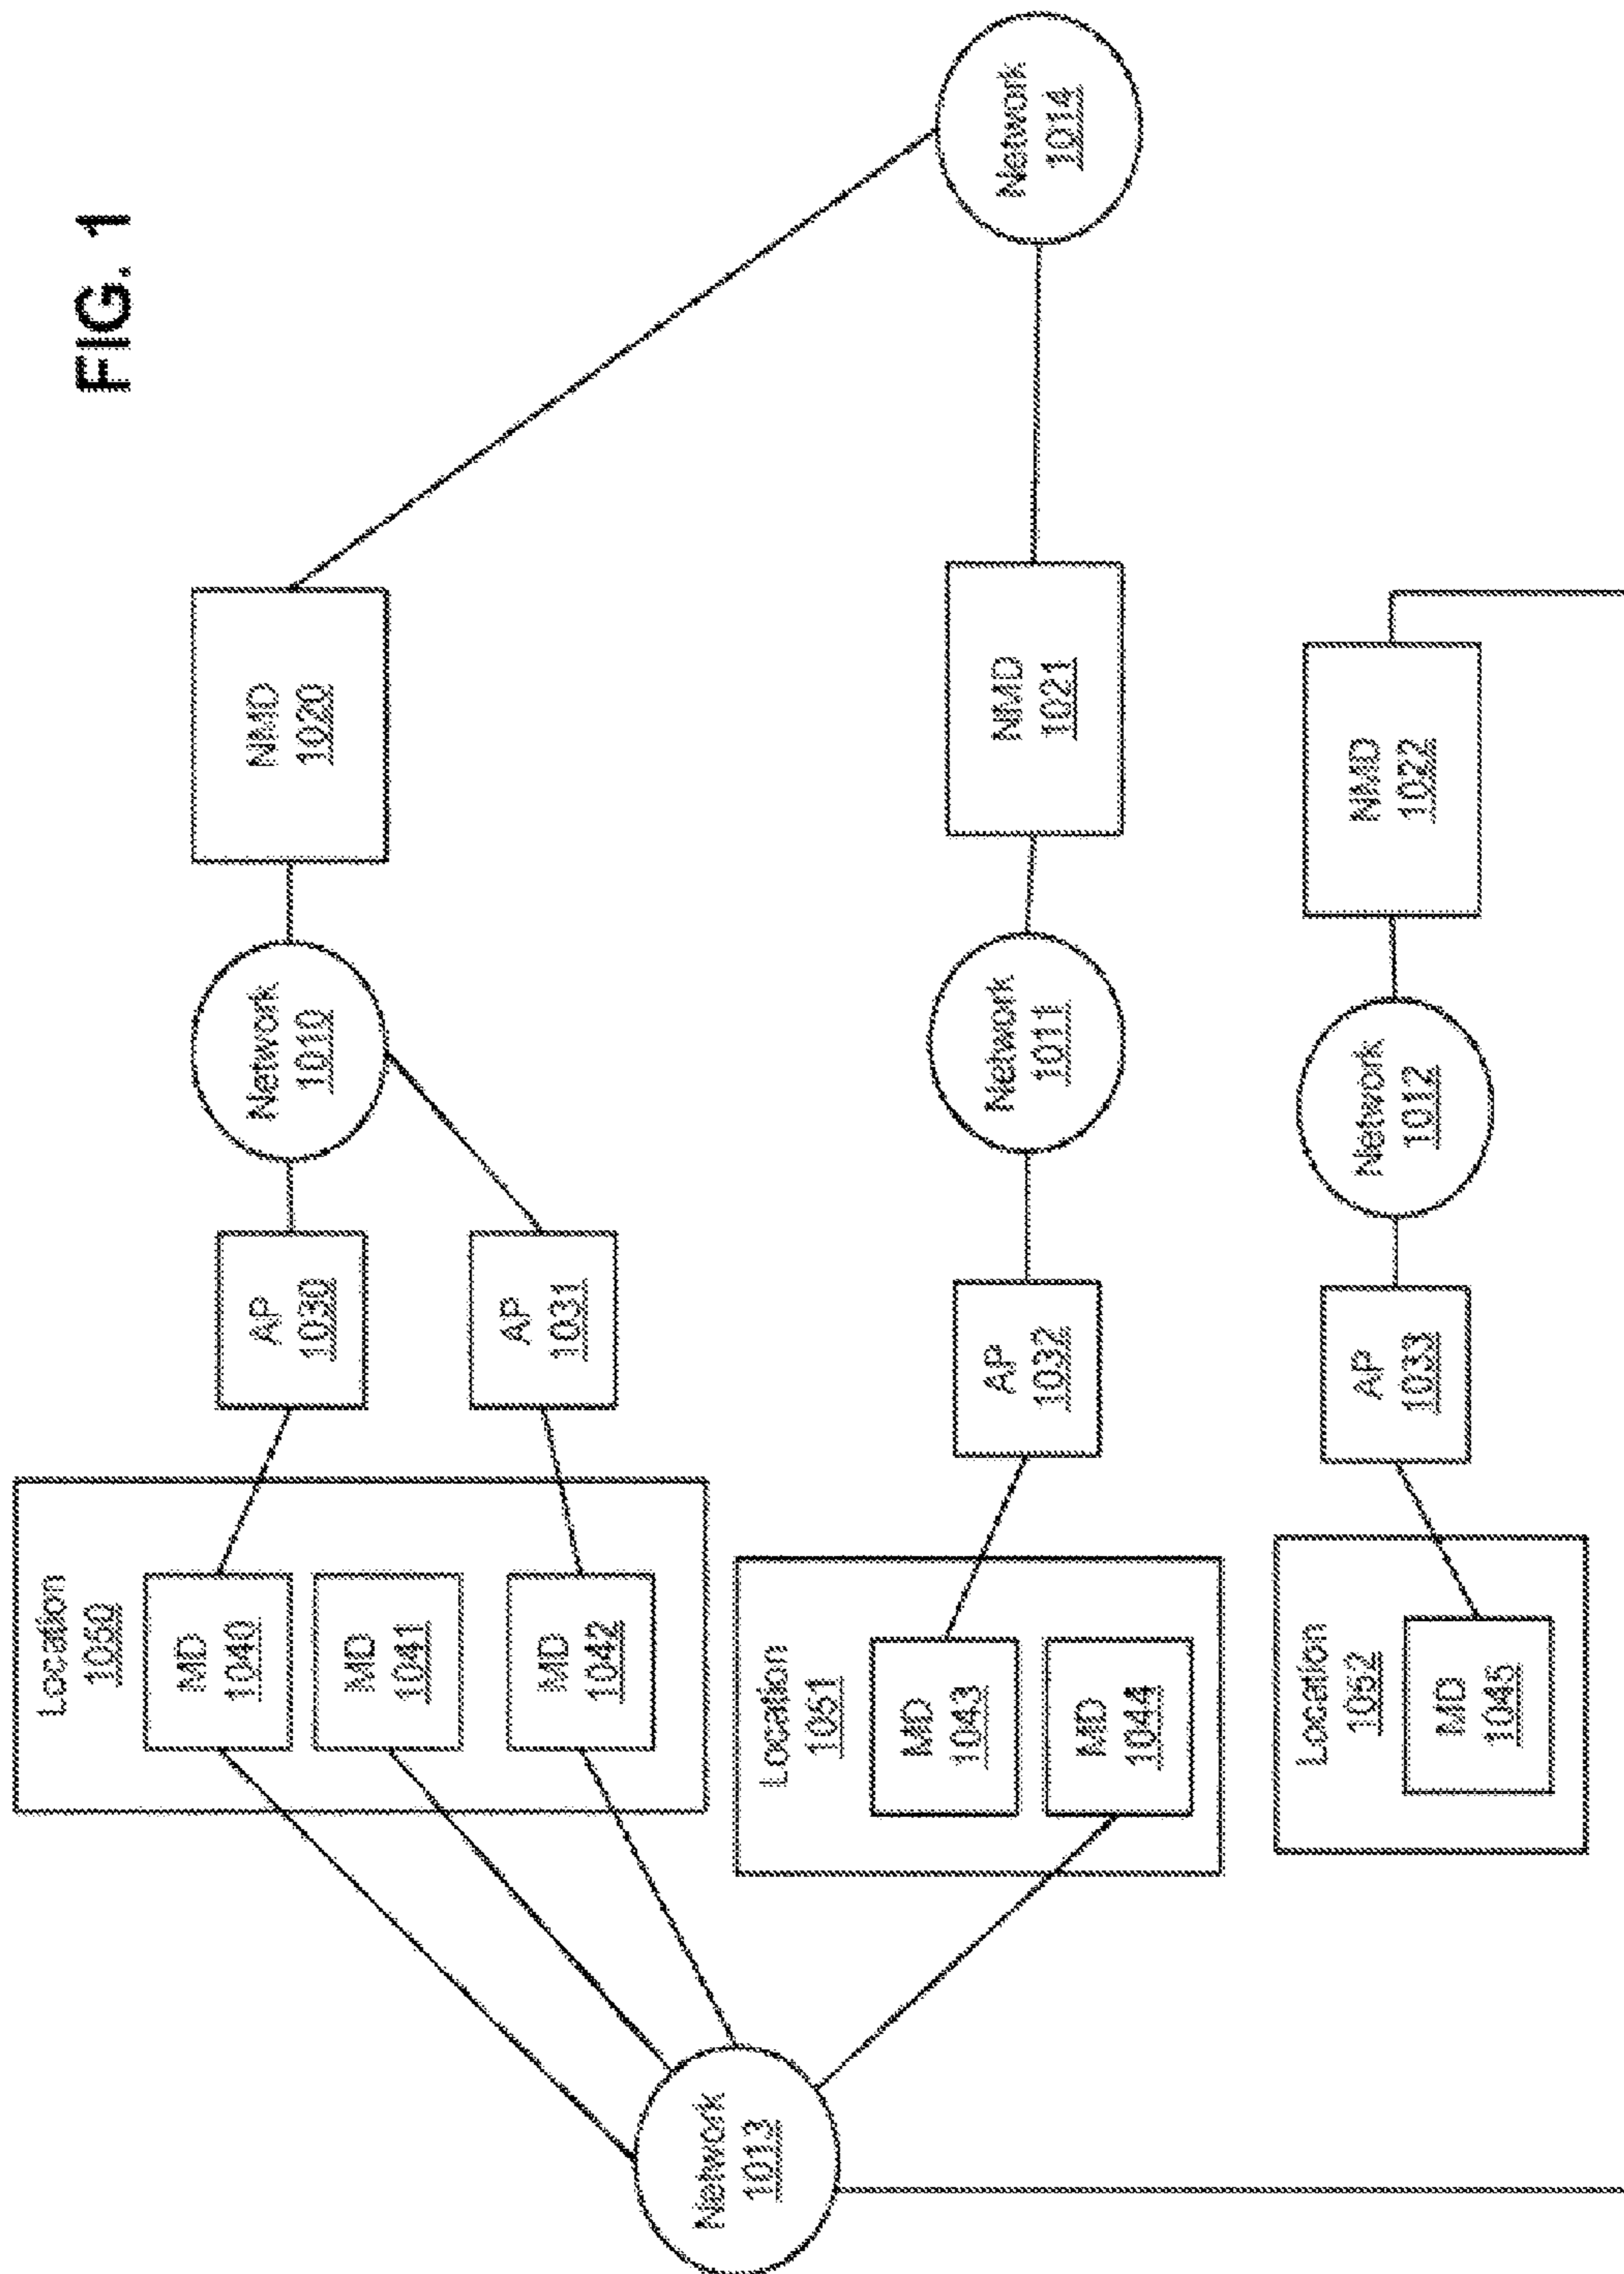 FIG. 1
Location
1050
MD
1040
MD
1041
MD
1042
AP
1030
AP
1031
Network
1010
NMD
1020
Network
1013
Location
1051
MD
1043
MD
1044
AP
1032
Network
1011
NMD
1021
Network
1014
Location
1052
MD
1045
AP
1033
Network
1012
NMD
1022